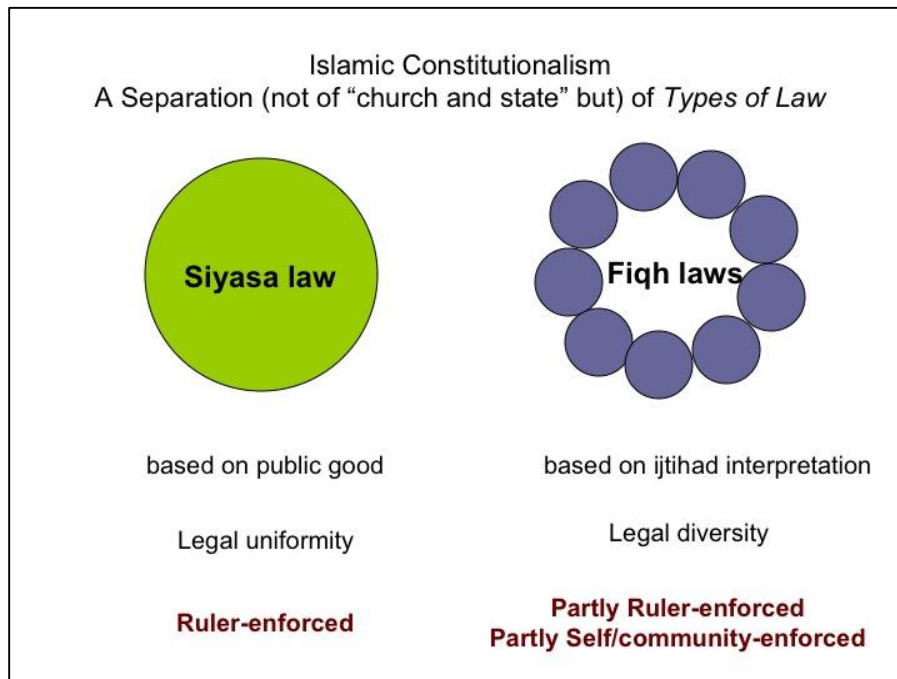 Islamic Constitutionalism
A Separation (not of “church and state” but) of Types of Law
Siyasa law
Fiqh laws
based on public good
based on ijtihad interpretation
Legal uniformity
Legal diversity
Ruler-enforced
Partly Ruler-enforced
Partly Self/community-enforced